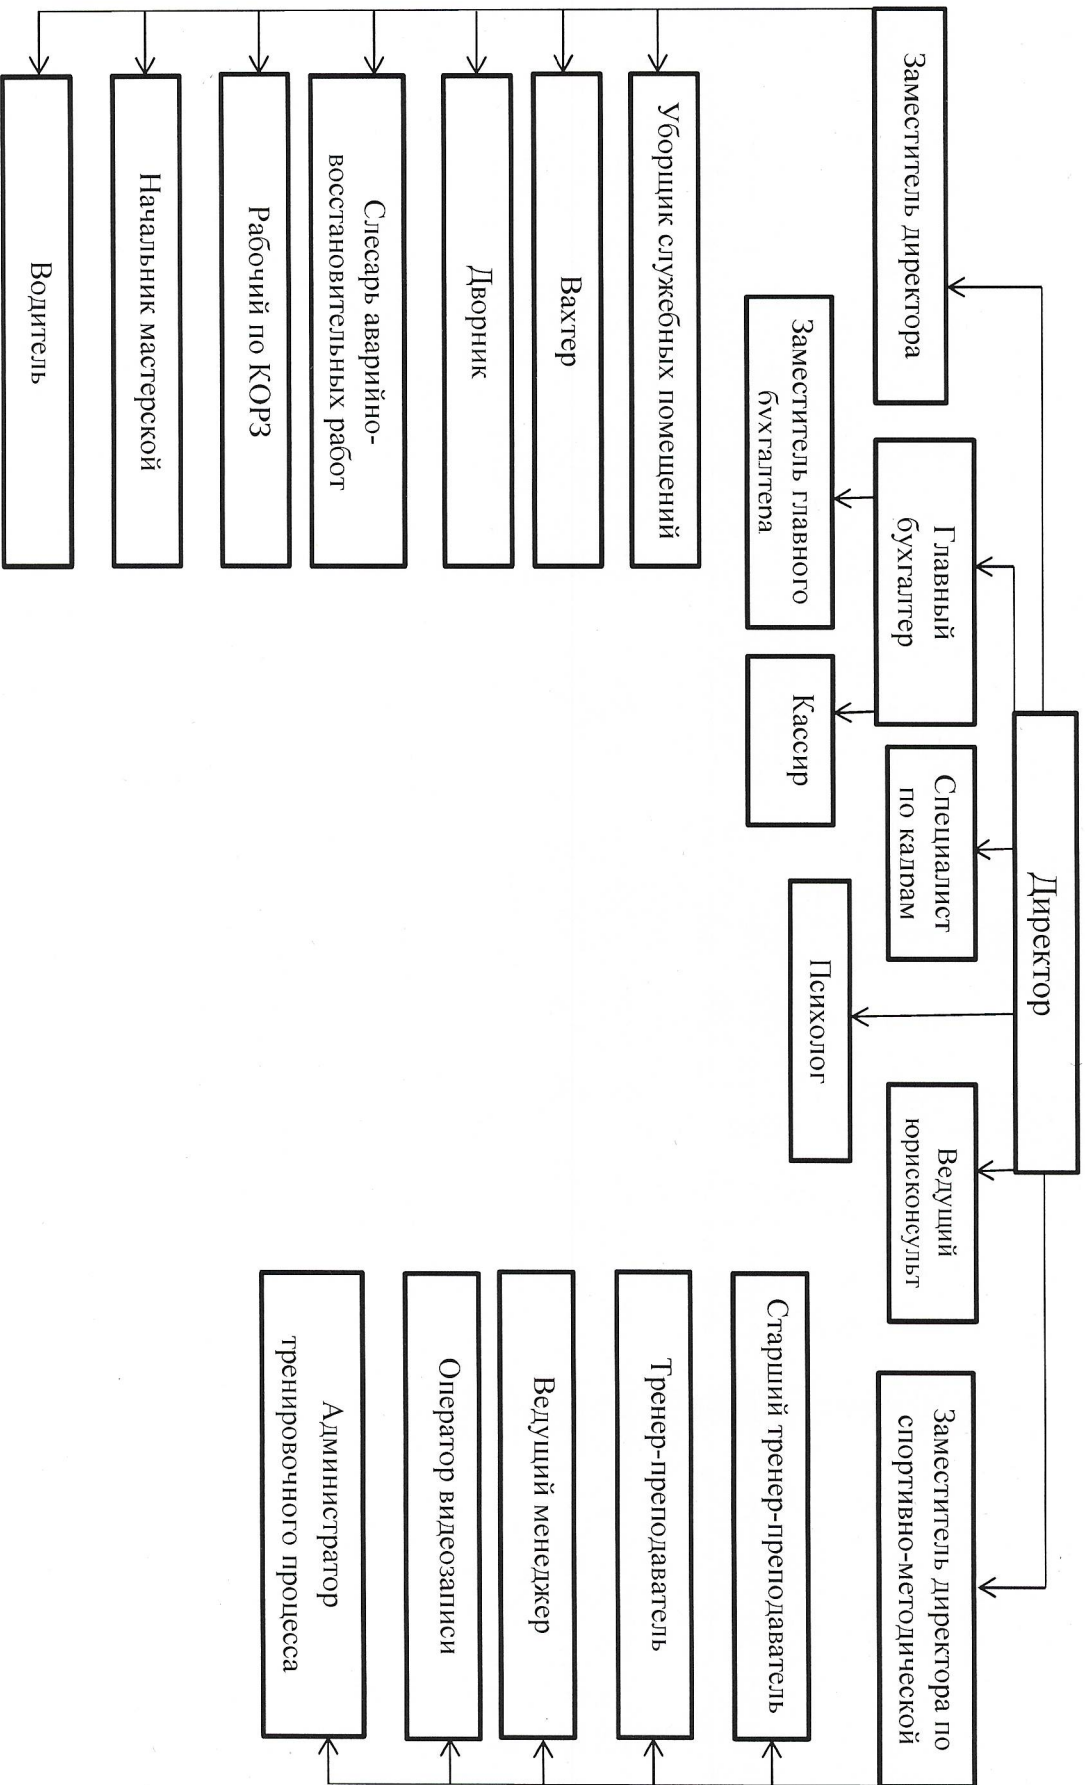 Директор
Заместитель директора
Главный
бухгалтер
Специалист
по кадрам
Психолог
Ведущий
юрисконсульт
Заместитель директора по
спортивно-методической
Заместитель главного
бухгалтера
Кассир
Уборщик служебных помещений
Вахтер
Дворник
Слесарь аварийно-
восстановительных работ
Рабочий по КОРЗ
Начальник мастерской
Водитель
Старший тренер-преподаватель
Тренер-преподаватель
Ведущий менеджер
Оператор видеозаписи
Администратор
тренировочного процесса